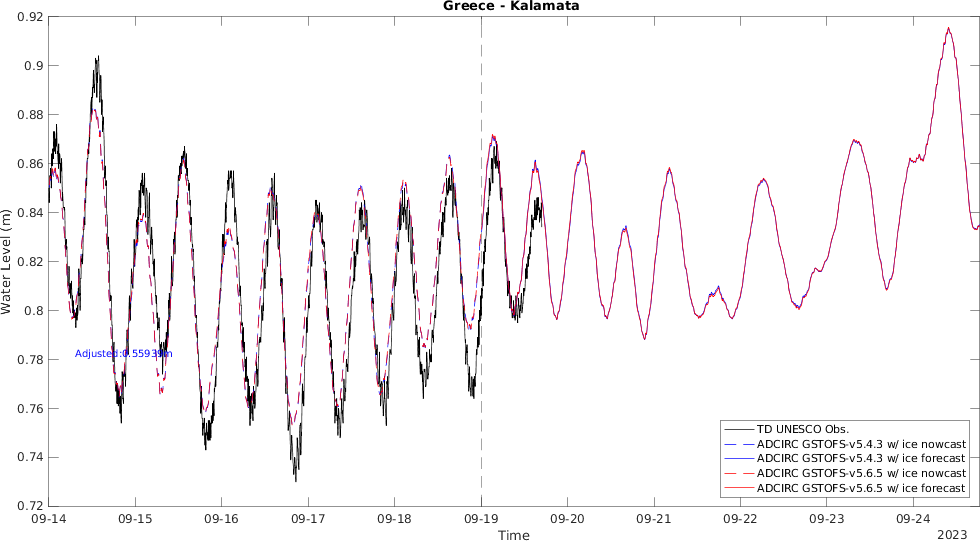 Greece - Kalamata
0.92
0.9
0.88
0.86
0.84
0.82
0.8
0.78
0.76
0.74
0.72
Water Level (m)
Adjusted:0.55939m
TD UNESCO Obs.
ADCIRC GSTOFS-v5.4.3 w/ ice nowcast
ADCIRC GSTOFS-v5.4.3 w/ ice forecast
ADCIRC GSTOFS-v5.6.5 w/ ice nowcast
ADCIRC GSTOFS-v5.6.5 w/ ice forecast
09-14 09-15 09-16 09-17 09-18 09-19 09-20 09-21 09-22 09-23 09-24
Time
2023